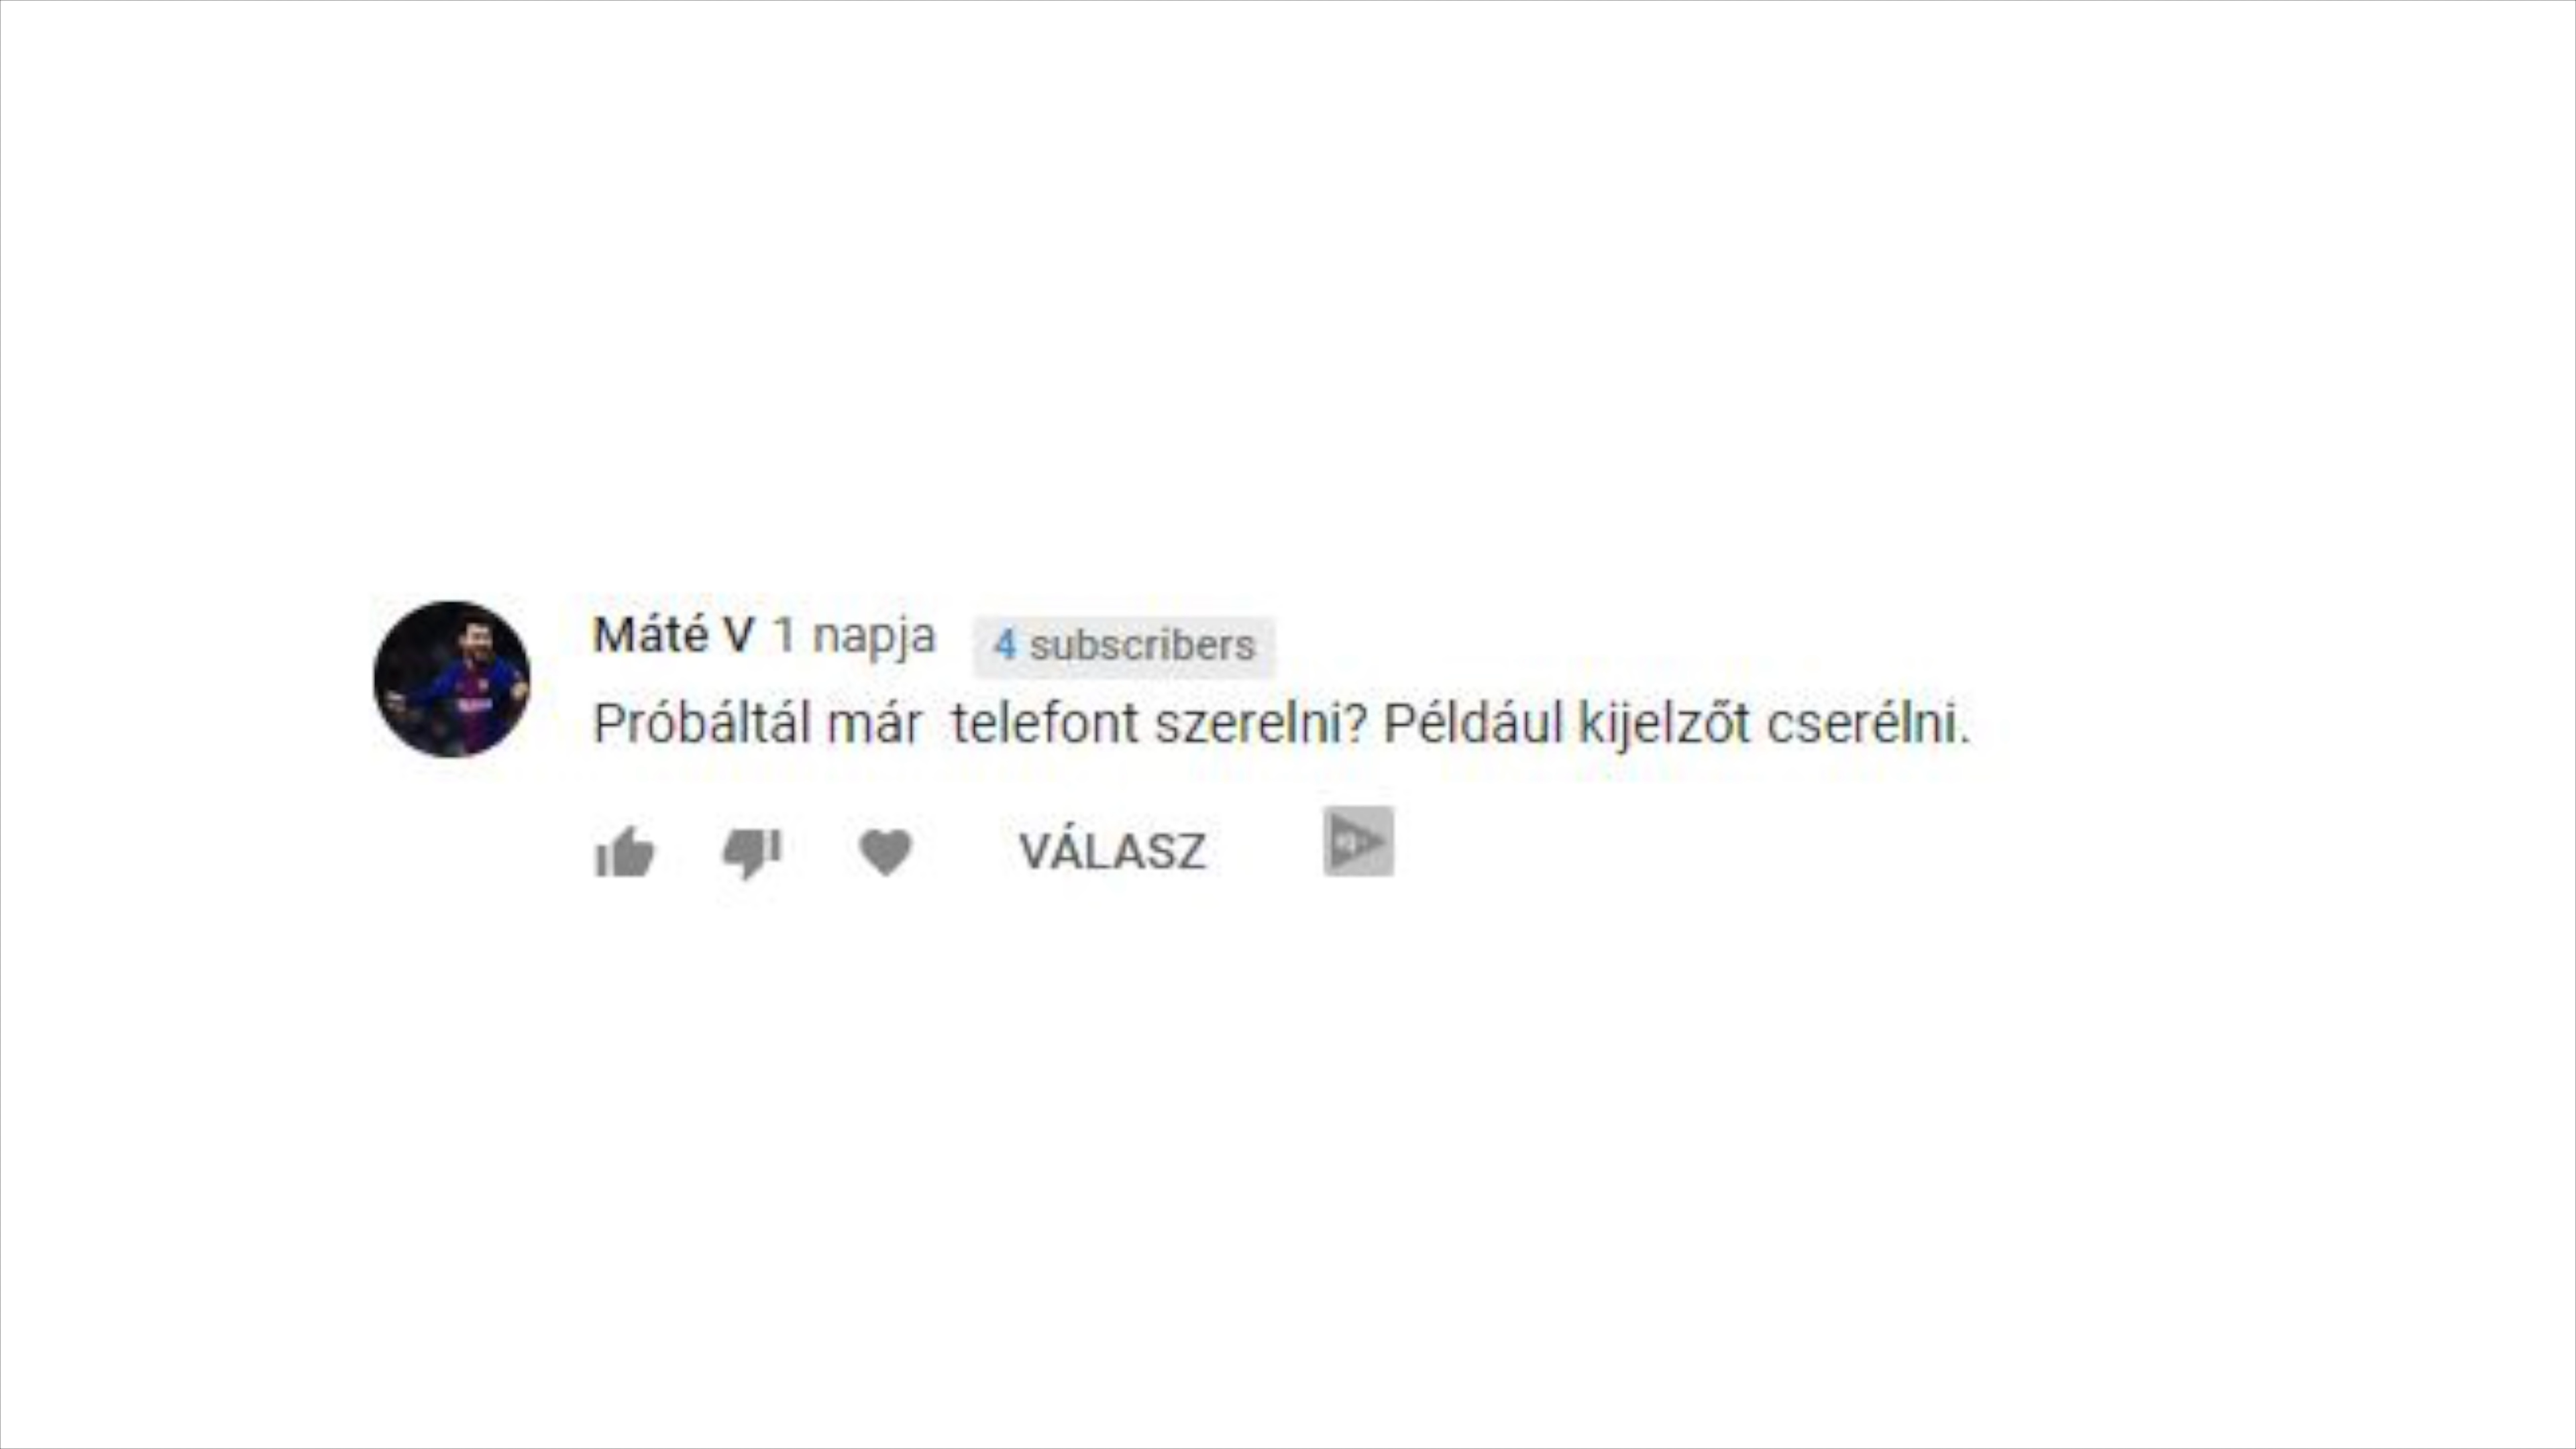 Máté V 1 napja 4 subscribers
Próbáltál már telefont szerelni? Például kijelzőt cserélni.
VÁLASZ